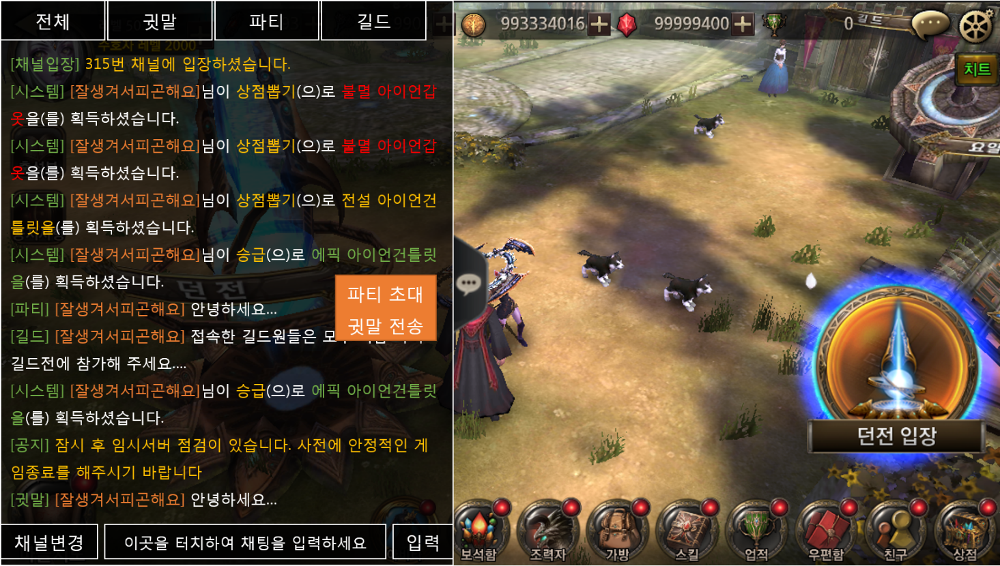 전체
귓말
파티
길드
수호자 레벨 2000
[채널입장] 315번 채널에 입장하셨습니다.
[시스템] [잘생겨서피곤해요]님이 상점뽑기(으)로 불멸 아이언갑
옷을(를) 획득하셨습니다.
[시스템] [잘생겨서피곤해요]님이 상점뽑기(으)로 불멸 아이언갑
옷을(를) 획득하셨습니다.
[시스템] [잘생겨서피곤해요]님이 상점뽑기(으)로 전설 아이언건
틀릿을(를) 획득하셨습니다.
[시스템] [잘생겨서피곤해요]님이 승급(으)로 에픽 아이언건틀릿
을(를) 획득하셨습니다.
던전
파티 초대
귓말 전송
[파티] [잘생겨서피곤해요] 안녕하세요...
[길드] [잘생겨서피곤해요] 접속한 길드원들은
길드전에 참가해 주세요....
[시스템] [잘생겨서피곤해요]님이 승급(으)로 에픽 아이언건틀릿
을(를) 획득하셨습니다.
[공지] 잠시 후 임시서버 점검이 있습니다. 사전에 안정적인 게
임종료를 해주시기 바랍니다
[귓말] [잘생겨서피곤해요] 안녕하세요...
채널변경
이곳을 터치하여 채팅을 입력하세요
입력
993334016
99999400
0
길드
치트
요일
던전 입장
보석함
조력자
가방
스킬
업적
우편함
친구
상점